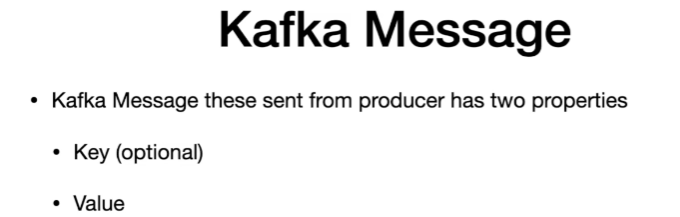 Kafka Message
• Kafka Message these sent from producer has two properties
• Key (optional)
• Value